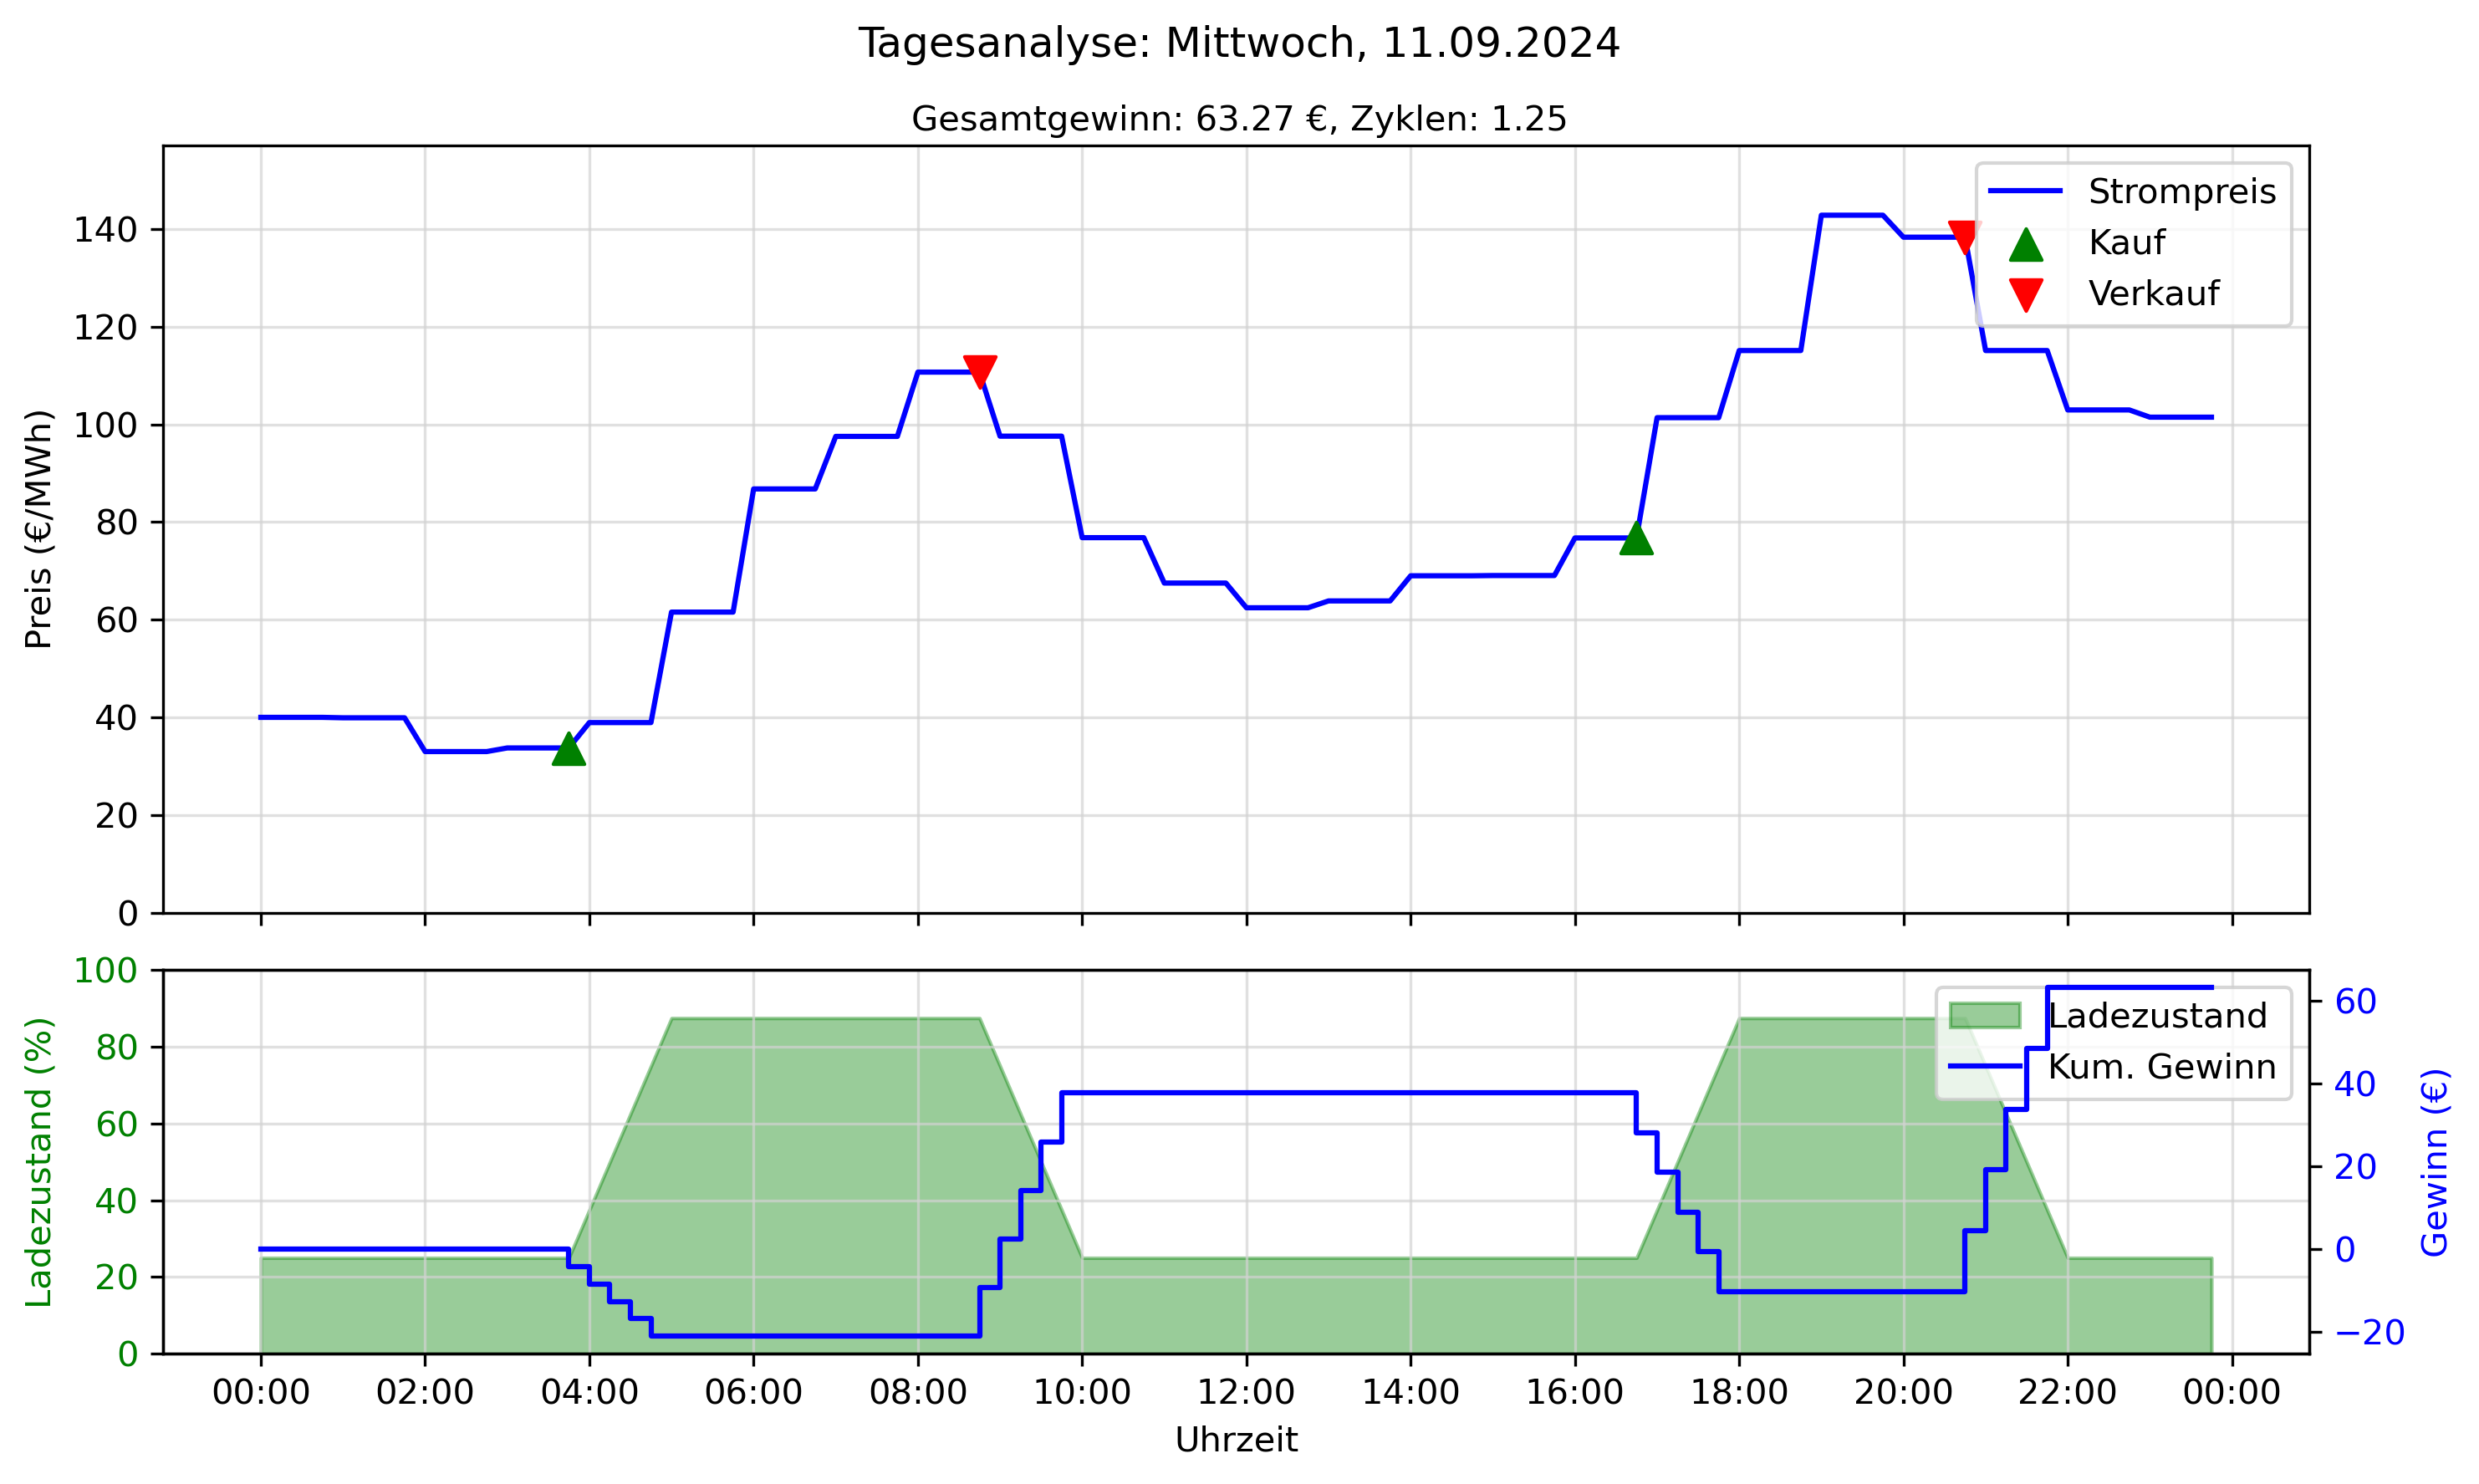 Tagesanalyse: Mittwoch, 11.09.2024
Gesamtgewinn: 63.27 €, Zyklen: 1.25
Preis (€/MWh)
140
120
100
80
60
40
20
0
Strompreis
Kauf
Verkauf
Ladezustand (%)
100
80
60
40
20
0
Ladezustand
Kum. Gewinn
60
40
20
0
−20
Gewinn (€)
00:00 02:00 04:00 06:00 08:00 10:00 12:00 14:00 16:00 18:00 20:00 22:00 00:00
Uhrzeit